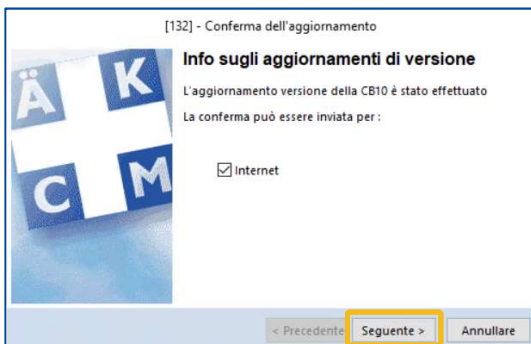 [132] - Conferma dell'aggiornamento
Info sugli aggiornamenti di versione
L'aggiornamento versione della CB10 è stato effettuato
La conferma può essere inviata per :
Internet
Ä K
C M
< Precedente
Seguente >
Annullare